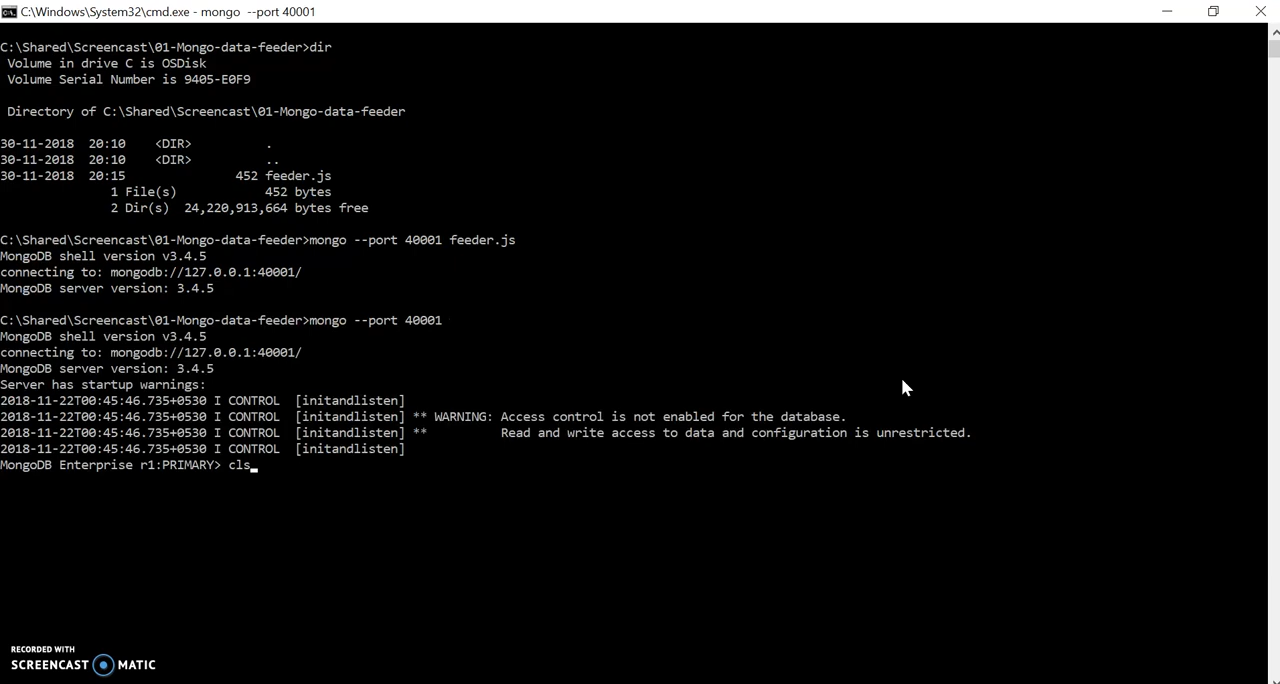 C:\Windows\System32\cmd.exe - mongo  --port 40001
C:\Shared\Screencast\01-Mongo-data-feeder>dir
 Volume in drive C is OSDisk
 Volume Serial Number is 9405-E0F9
 Directory of C:\Shared\Screencast\01-Mongo-data-feeder
30-11-2018  20:10    <DIR>          .
30-11-2018  20:10    <DIR>          ..
30-11-2018  20:15               452 feeder.js
               1 File(s)            452 bytes
               2 Dir(s)  24,220,913,664 bytes free
C:\Shared\Screencast\01-Mongo-data-feeder>mongo --port 40001 feeder.js
MongoDB shell version v3.4.5
connecting to: mongodb://127.0.0.1:40001/
MongoDB server version: 3.4.5
C:\Shared\Screencast\01-Mongo-data-feeder>mongo --port 40001
MongoDB shell version v3.4.5
connecting to: mongodb://127.0.0.1:40001/
MongoDB server version: 3.4.5
Server has startup warnings:
2018-11-22T00:45:46.735+0530 I CONTROL  [initandlisten]
2018-11-22T00:45:46.735+0530 I CONTROL  [initandlisten] ** WARNING: Access control is not enabled for the database.
2018-11-22T00:45:46.735+0530 I CONTROL  [initandlisten] **          Read and write access to data and configuration is unrestricted.
2018-11-22T00:45:46.735+0530 I CONTROL  [initandlisten]
MongoDB Enterprise r1:PRIMARY> cls
RECORDED WITH
SCREENCAST MATIC